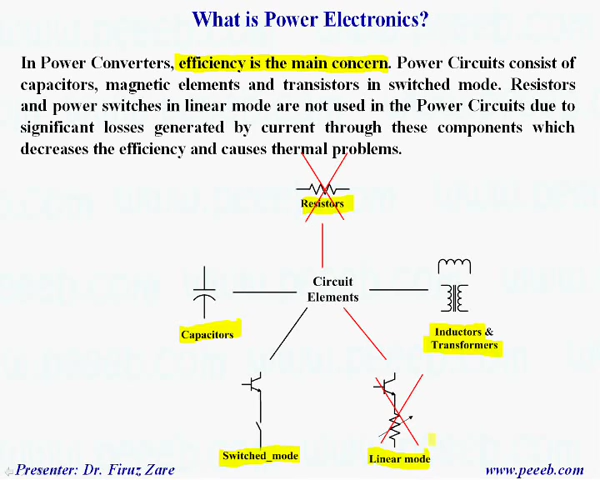 What is Power Electronics?
In Power Converters, efficiency is the main concern. Power Circuits consist of
capacitors, magnetic elements and transistors in switched mode. Resistors
and power switches in linear mode are not used in the Power Circuits due to
significant losses generated by current through these components which
decreases the efficiency and causes thermal problems.
Resistors
Circuit
Elements
Capacitors
Inductors &
Transformers
Switched_mode
Linear mode
Presenter: Dr. Firuz Zare
www.peeeb.com